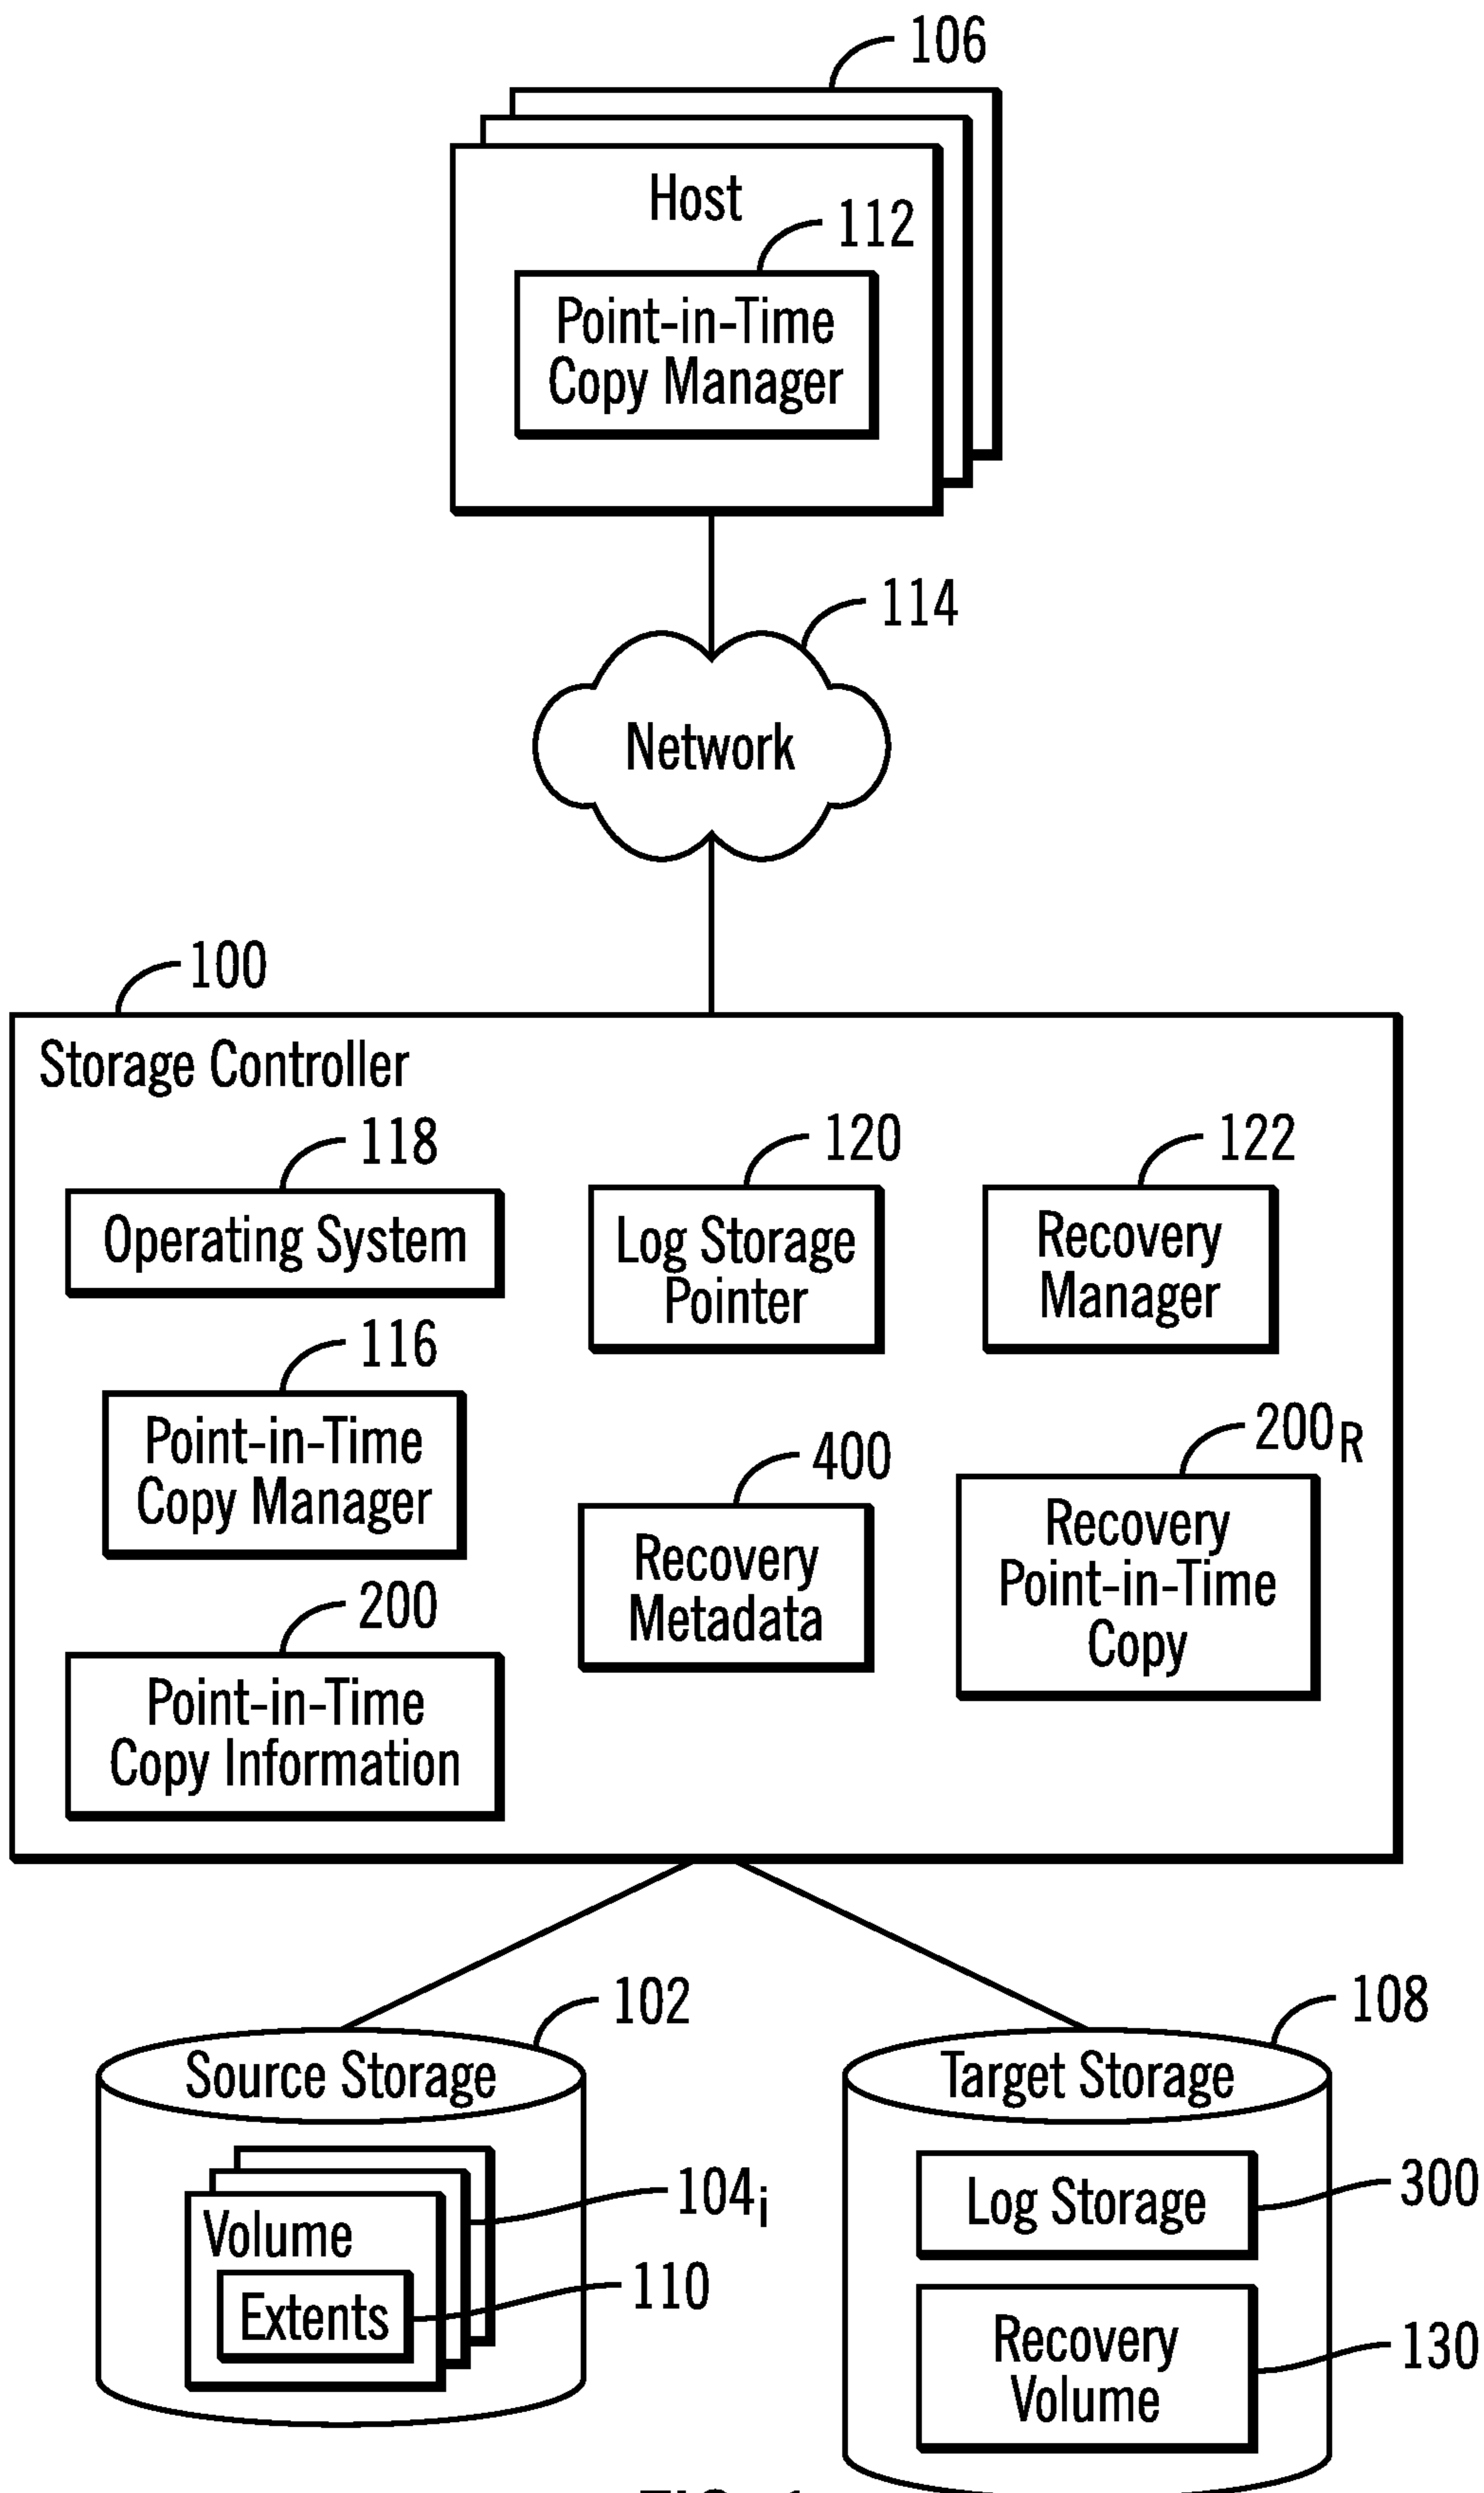 106
Host
112
Point-in-Time
Copy Manager
114
Network
100
Storage Controller
118
Operating System
120
Log Storage
Pointer
122
Recovery
Manager
116
Point-in-Time
Copy Manager
400
Recovery
Metadata
200R
Recovery
Point-in-Time
Copy
200
Point-in-Time
Copy Information
102
Source Storage
104i
Volume
110
Extents
108
Target Storage
300
Log Storage
130
Recovery
Volume